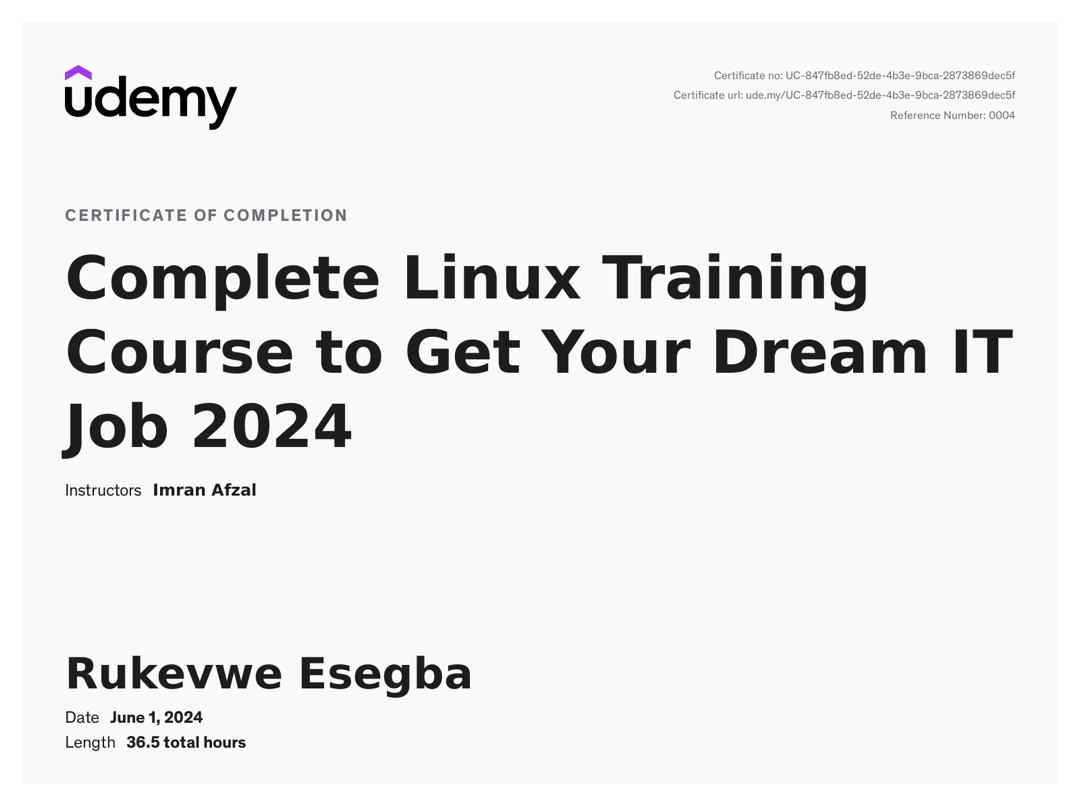 udemy
Certificate no: UC-847fb8ed-52de-4b3e-9bca-2873869dec5f
Certificate url: ude.my/UC-847fb8ed-52de-4b3e-9bca-2873869dec5f
Reference Number: 0004
CERTIFICATE OF COMPLETION
Complete Linux Training
Course to Get Your Dream IT
Job 2024
Instructors Imran Afzal
Rukevwe Esegba
Date June 1, 2024
Length 36.5 total hours